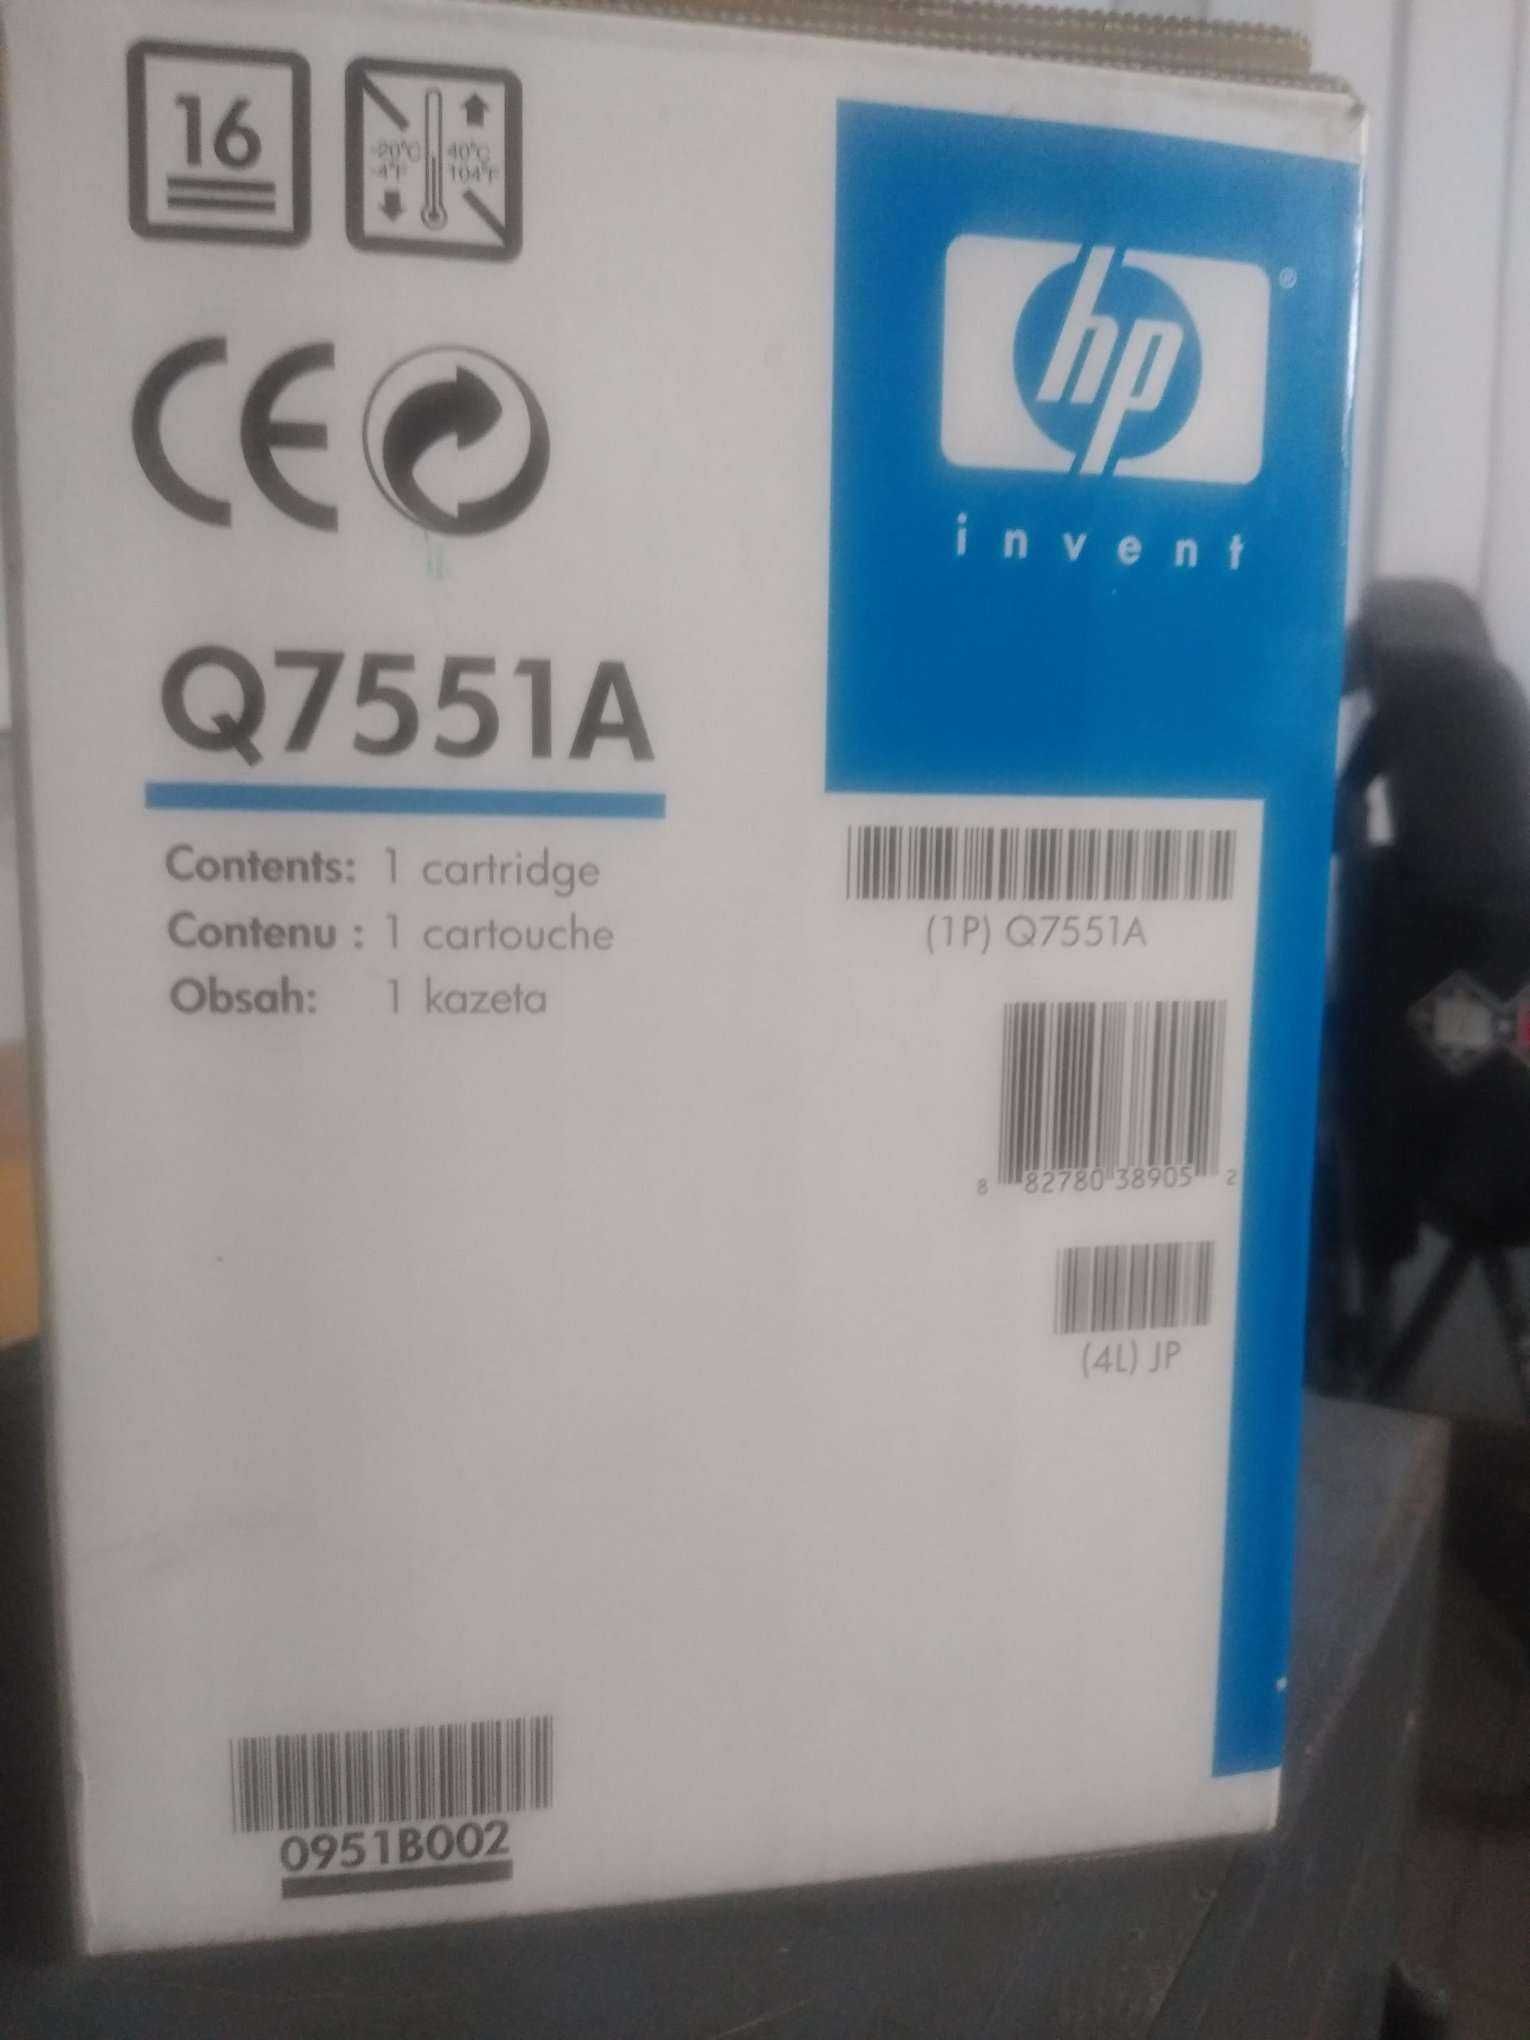 16
-20°C 40°C
-4°F 104°F
CE
hp®
invent
Q7551A
Contents: 1 cartridge
Contenu : 1 cartouche
Obsah: 1 kazeta
(1P) Q7551A
8 82780 38905 2
(4L) JP
0951B002